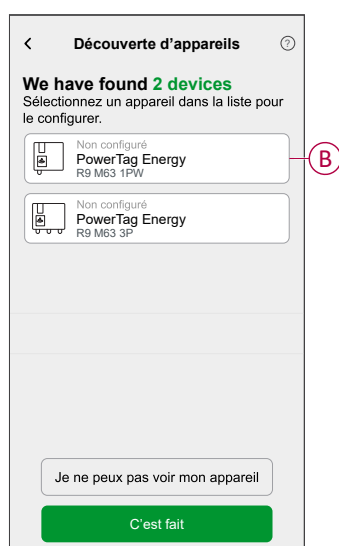 Découverte d’appareils ?
We have found 2 devices
Sélectionnez un appareil dans la liste pour
le configurer.
Non configuré
PowerTag Energy
R9 M63 1PW
B
Non configuré
PowerTag Energy
R9 M63 3P
Je ne peux pas voir mon appareil
C’est fait